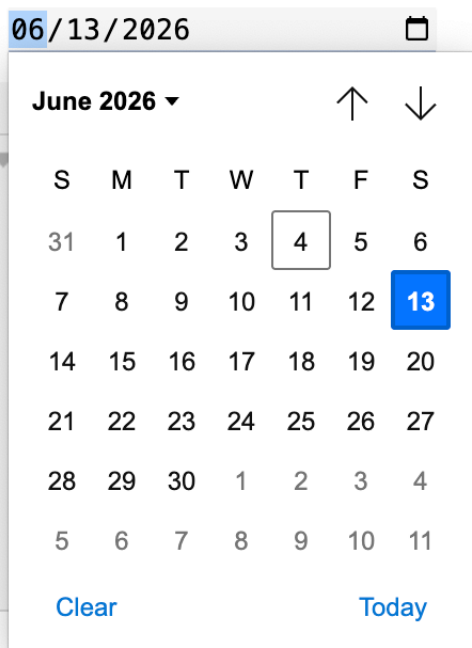 06/13/2026
June 2026
S M T W T F S
31 1 2 3 4 5 6
7 8 9 10 11 12 13
14 15 16 17 18 19 20
21 22 23 24 25 26 27
28 29 30 1 2 3 4
5 6 7 8 9 10 11
Clear Today